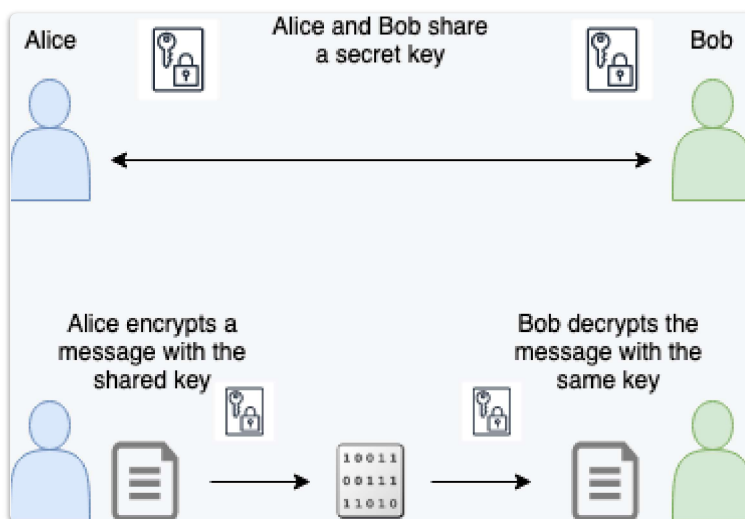 Alice
Alice and Bob share
a secret key
Bob
Alice encrypts a
message with the
shared key
Bob decrypts the
message with the
same key
10011
00111
11010